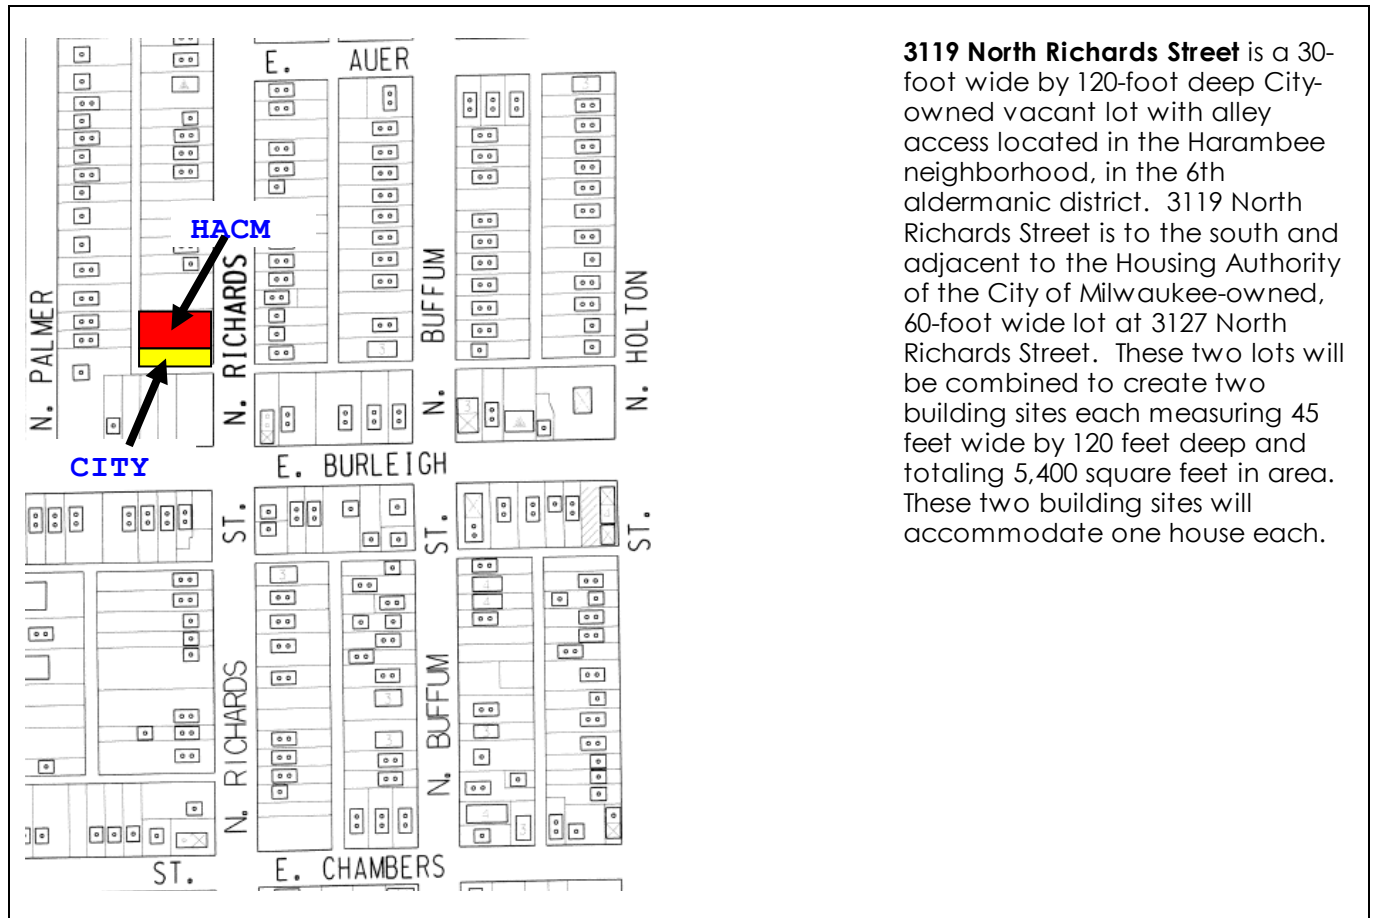 E. AUER
HACM
N. PALMER
N. RICHARDS
N. BUFFUM
N. HOLTON
CITY
E. BURLEIGH
ST.
ST.
ST.
N. RICHARDS
N. BUFFUM
ST.
E. CHAMBERS
3119 North Richards Street is a 30-
foot wide by 120-foot deep City-
owned vacant lot with alley
access located in the Harambee
neighborhood, in the 6th
aldermanic district. 3119 North
Richards Street is to the south and
adjacent to the Housing Authority
of the City of Milwaukee-owned,
60-foot wide lot at 3127 North
Richards Street. These two lots will
be combined to create two
building sites each measuring 45
feet wide by 120 feet deep and
totaling 5,400 square feet in area.
These two building sites will
accommodate one house each.